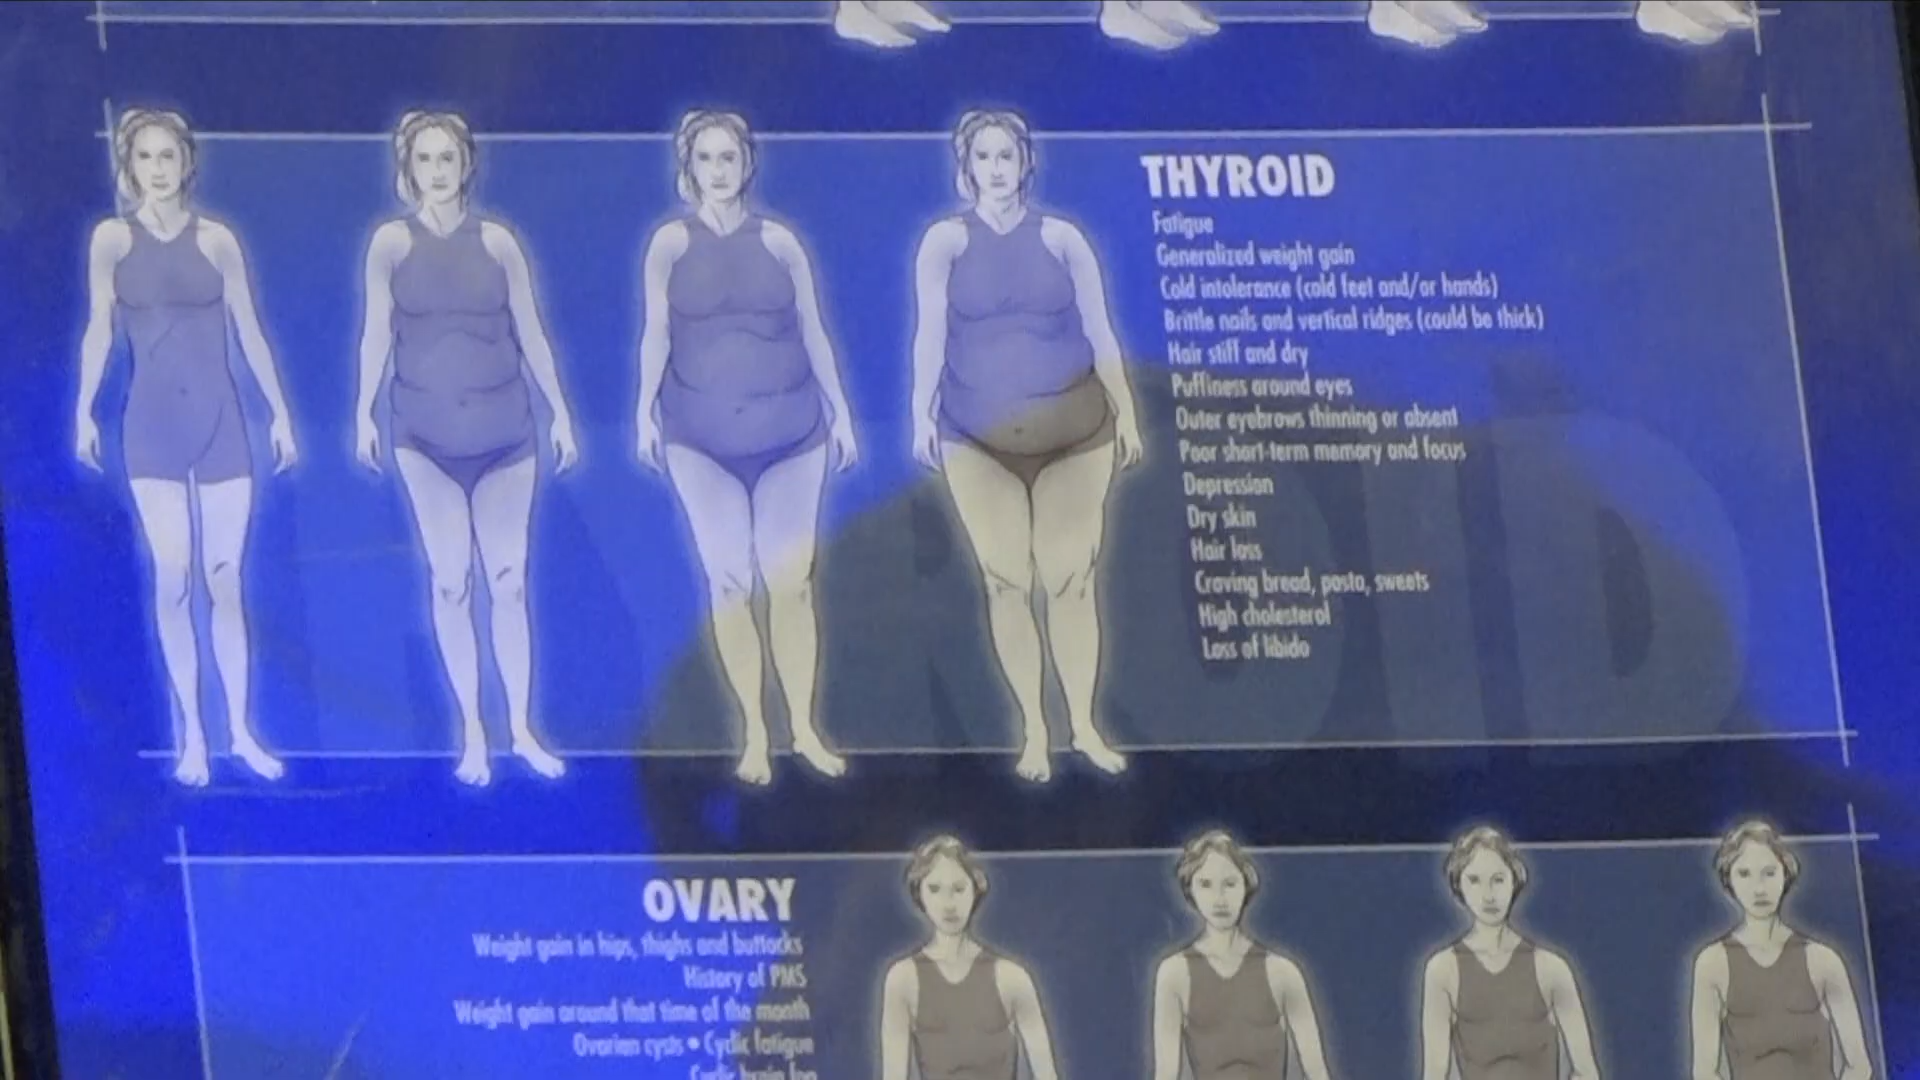 THYROID
Fatigue
Generalized weight gain
Cold intolerance (cold feet and/or hands)
Brittle nails and vertical ridges (could be thick)
Hair stiff and dry
Puffiness around eyes
Outer eyebrows thinning or absent
Poor short-term memory and focus
Depression
Dry skin
Hair loss
Craving bread, pasta, sweets
High cholesterol
Loss of libido
OVARY
Weight gain in hips, thighs and buttocks
History of PMS
Weight gain around that time of the month
Ovarian cysts • Cyclic fatigue
Cyclic brain fog